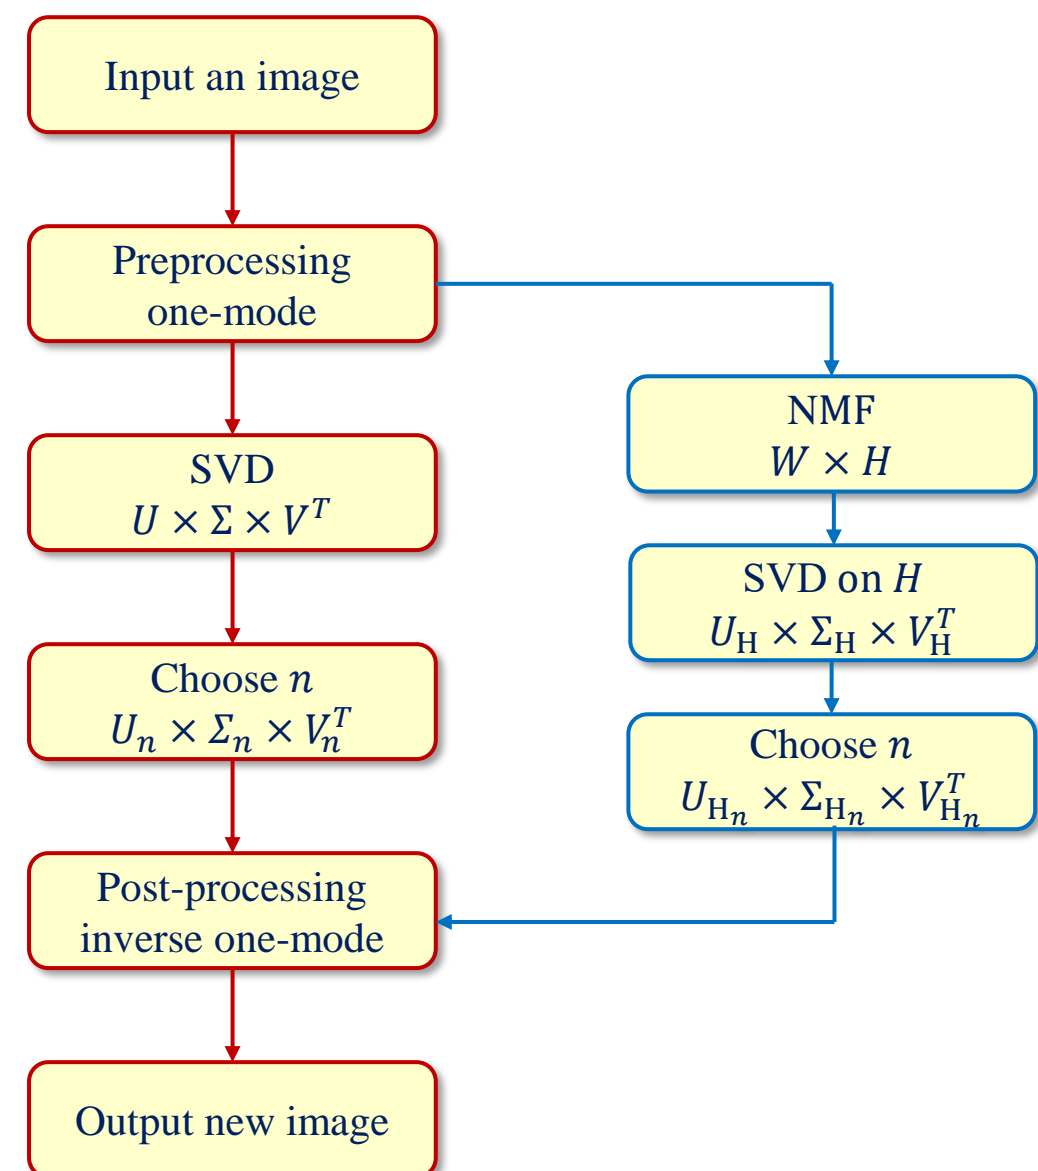 Input an image
Preprocessing
one-mode
SVD
U × Σ × V^T
Choose n
U_n × Σ_n × V_n^T
Post-processing
inverse one-mode
Output new image
NMF
W × H
SVD on H
U_H × Σ_H × V_H^T
Choose n
U_{H_n} × Σ_{H_n} × V_{H_n}^T